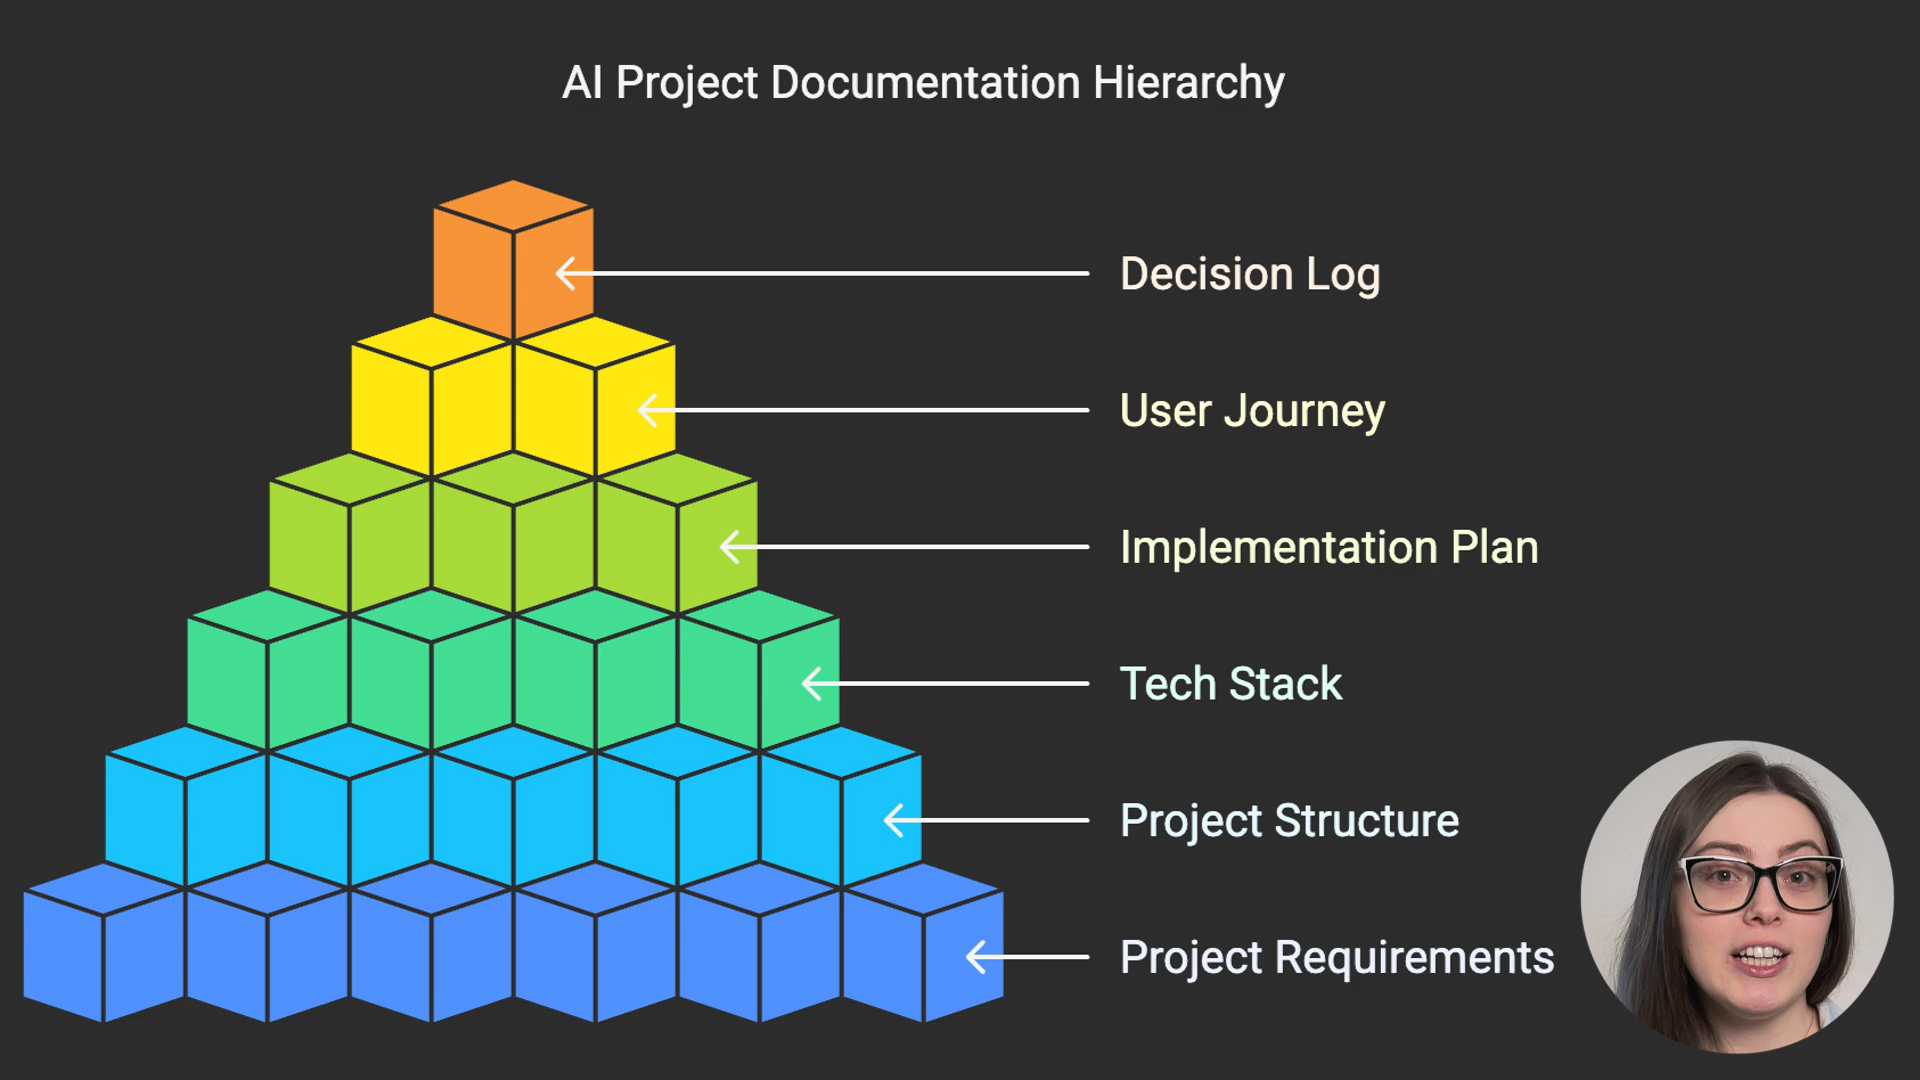 AI Project Documentation Hierarchy
Decision Log
User Journey
Implementation Plan
Tech Stack
Project Structure
Project Requirements